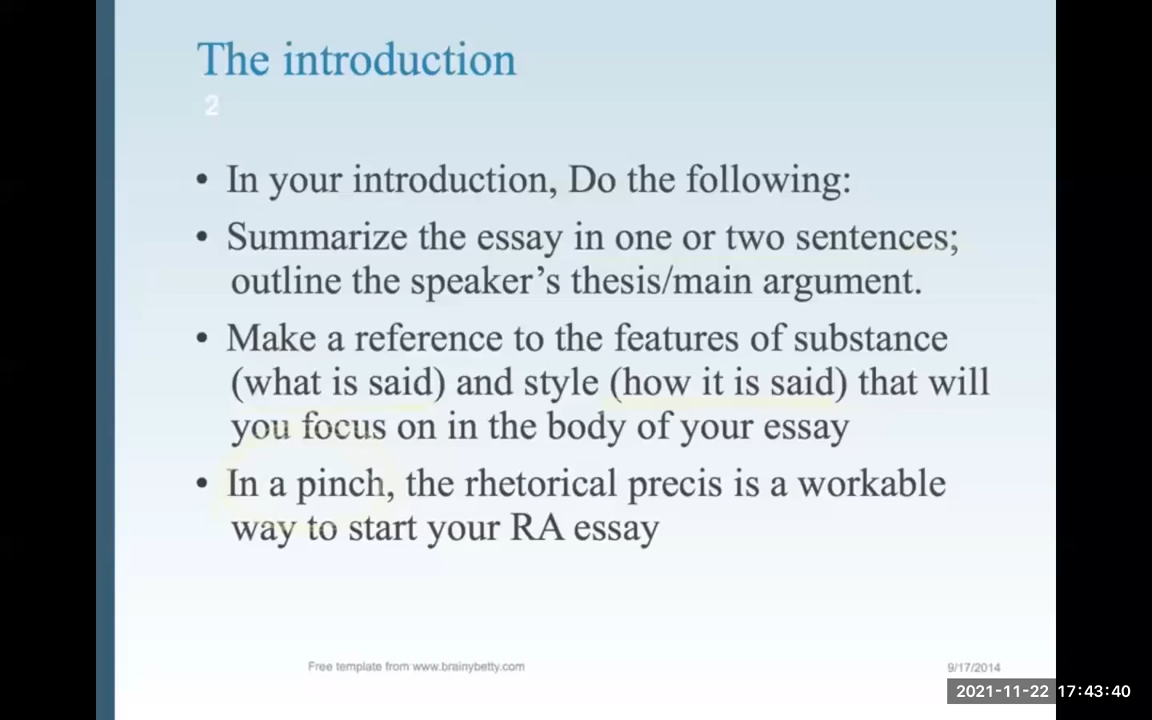 The introduction
2
• In your introduction, Do the following:
• Summarize the essay in one or two sentences;
outline the speaker’s thesis/main argument.
• Make a reference to the features of substance
(what is said) and style (how it is said) that will
you focus on in the body of your essay
• In a pinch, the rhetorical precis is a workable
way to start your RA essay
Free template from www.brainybetty.com
9/17/2014
2021-11-22 17:43:40